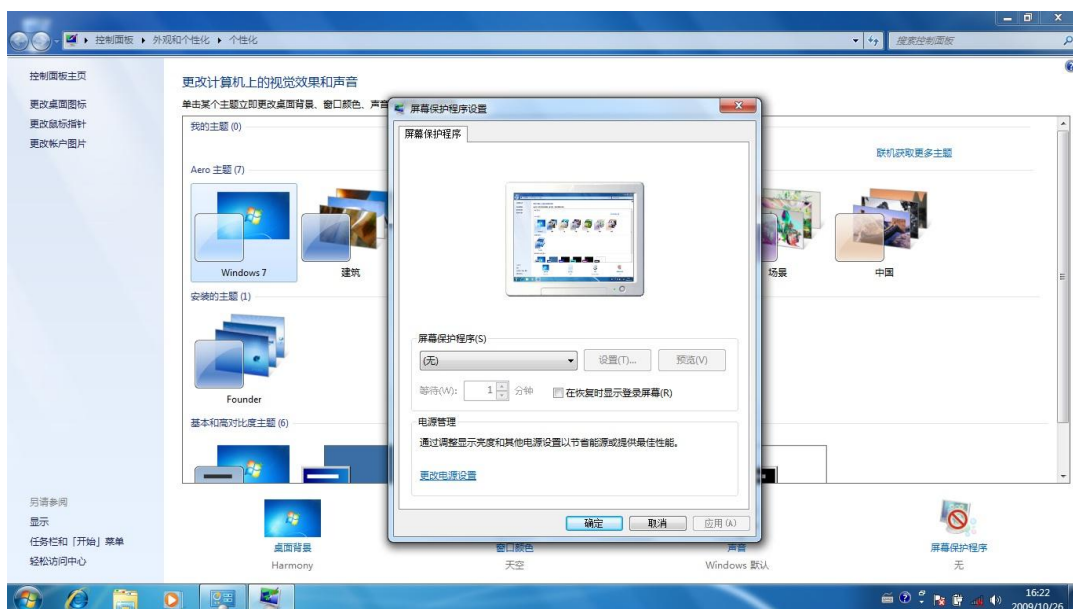 控制面板 ▸ 外观和个性化 ▸ 个性化
搜索控制面板
控制面板主页
更改桌面图标
更改鼠标指针
更改帐户图片
更改计算机上的视觉效果和声音
单击某个主题立即更改桌面背景、窗口颜色、声音
我的主题 (0)
联机获取更多主题
Aero 主题 (7)
Windows 7
建筑
场景
中国
安装的主题 (1)
Founder
基本和高对比度主题 (6)
屏幕保护程序设置
屏幕保护程序
屏幕保护程序(S)
(无)
设置(T)...
预览(V)
等待(W):
1
分钟
在恢复时显示登录屏幕(R)
电源管理
通过调整显示亮度和其他电源设置以节省能源或提供最佳性能。
更改电源设置
确定
取消
应用(A)
另请参阅
显示
任务栏和「开始」菜单
轻松访问中心
桌面背景
Harmony
窗口颜色
天空
声音
Windows 默认
屏幕保护程序
无
16:22
2009/10/26